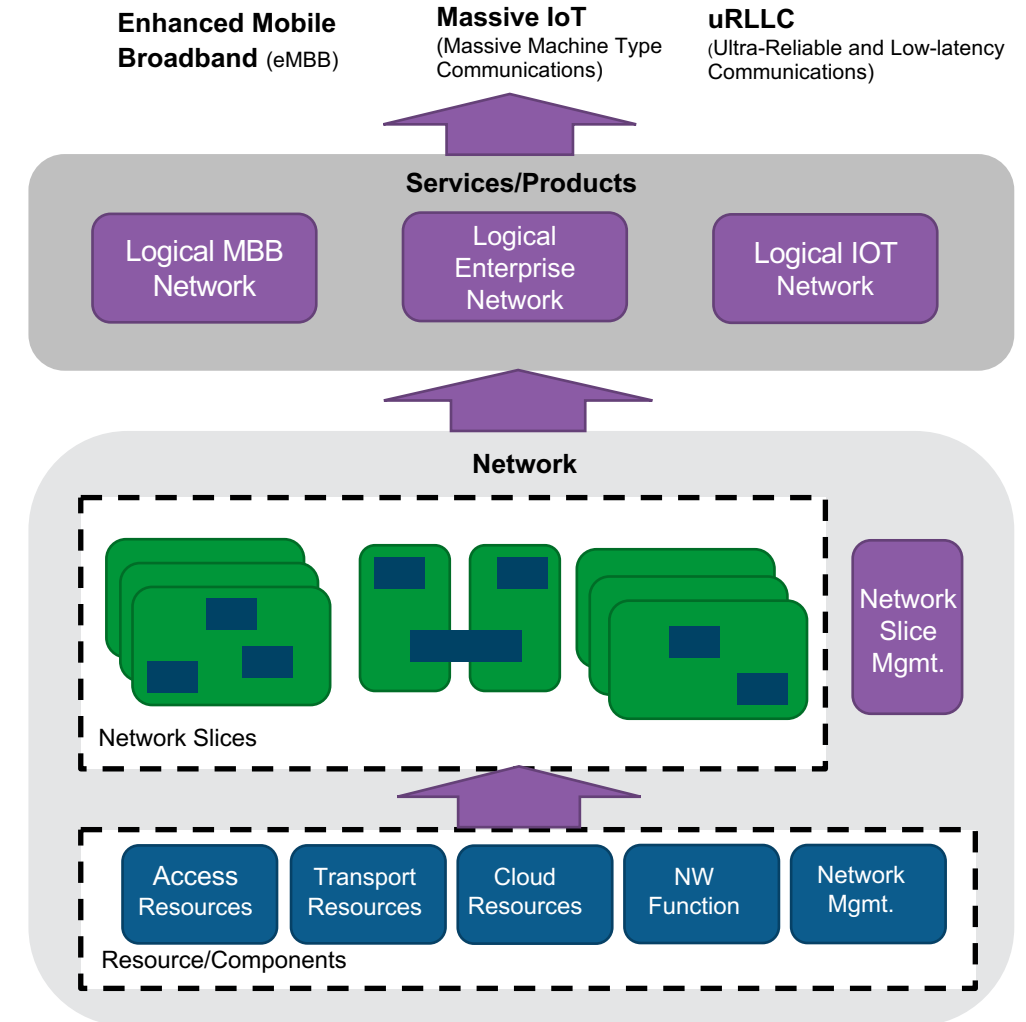 Enhanced Mobile
Broadband (eMBB)
Massive IoT
(Massive Machine Type
Communications)
uRLLC
(Ultra-Reliable and Low-latency
Communications)
Services/Products
Logical MBB
Network
Logical
Enterprise
Network
Logical IOT
Network
Network
Network Slices
Network
Slice
Mgmt.
Access
Resources
Transport
Resources
Cloud
Resources
NW
Function
Network
Mgmt.
Resource/Components